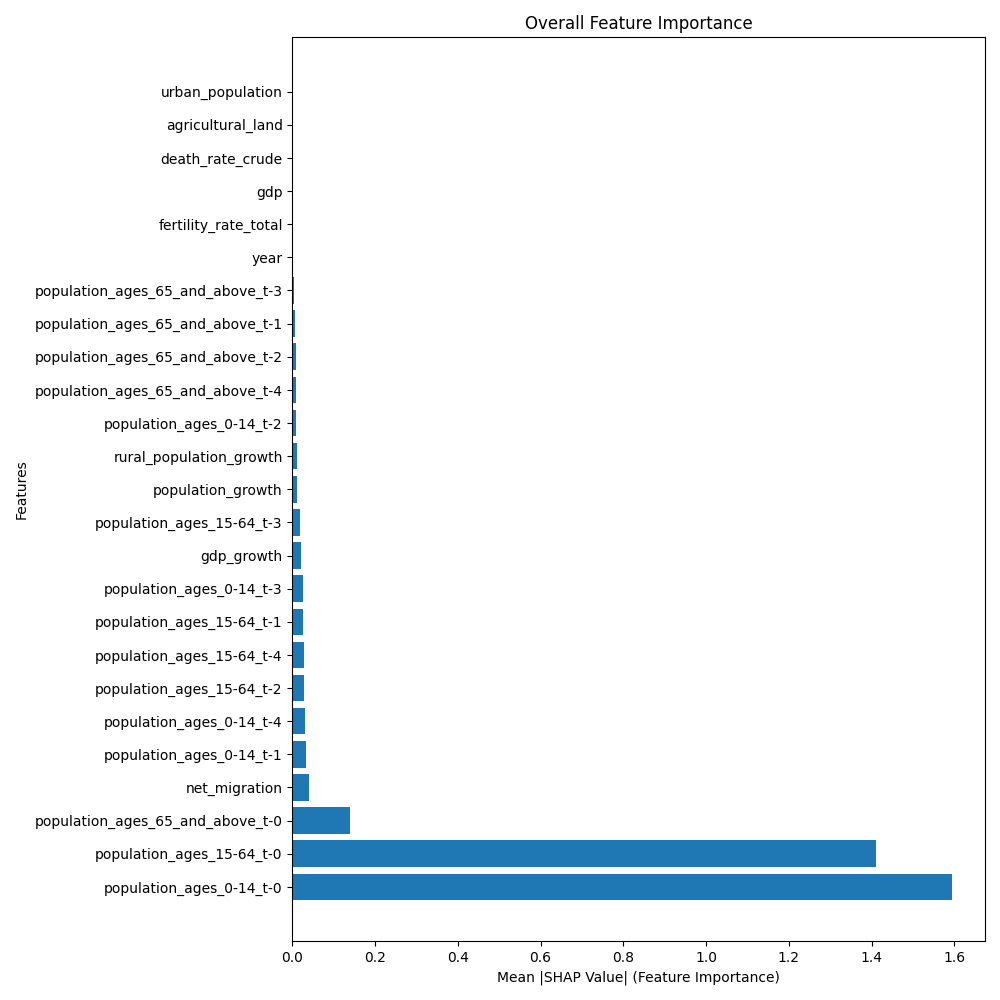 Overall Feature Importance
Features
urban_population
agricultural_land
death_rate_crude
gdp
fertility_rate_total
year
population_ages_65_and_above_t-3
population_ages_65_and_above_t-1
population_ages_65_and_above_t-2
population_ages_65_and_above_t-4
population_ages_0-14_t-2
rural_population_growth
population_growth
population_ages_15-64_t-3
gdp_growth
population_ages_0-14_t-3
population_ages_15-64_t-1
population_ages_15-64_t-4
population_ages_15-64_t-2
population_ages_0-14_t-4
population_ages_0-14_t-1
net_migration
population_ages_65_and_above_t-0
population_ages_15-64_t-0
population_ages_0-14_t-0
0.0 0.2 0.4 0.6 0.8 1.0 1.2 1.4 1.6
Mean |SHAP Value| (Feature Importance)